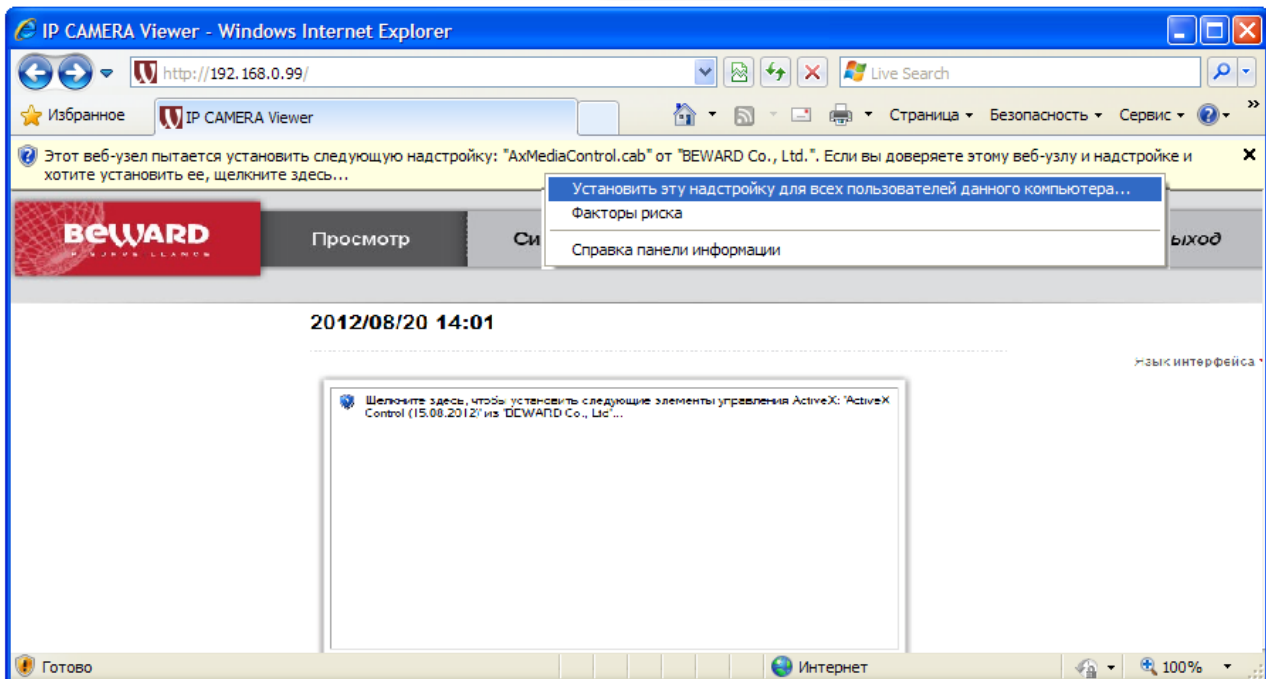 IP CAMERA Viewer - Windows Internet Explorer
http://192.168.0.99/
Live Search
Избранное
IP CAMERA Viewer
Страница
Безопасность
Сервис
Этот веб-узел пытается установить следующую надстройку: "AxMediaControl.cab" от "BEWARD Co., Ltd.". Если вы доверяете этому веб-узлу и надстройке и
хотите установить ее, щелкните здесь...
Установить эту надстройку для всех пользователей данного компьютера...
Факторы риска
Справка панели информации
BEWARD
Просмотр
Си
ыход
2012/08/20 14:01
Язык интерфейса
Щелкните здесь, чтобы установить следующие элементы управления ActiveX: "ActiveX
Control (15.08.2012)" из "BEWARD Co., Ltd"...
Готово
Интернет
100%